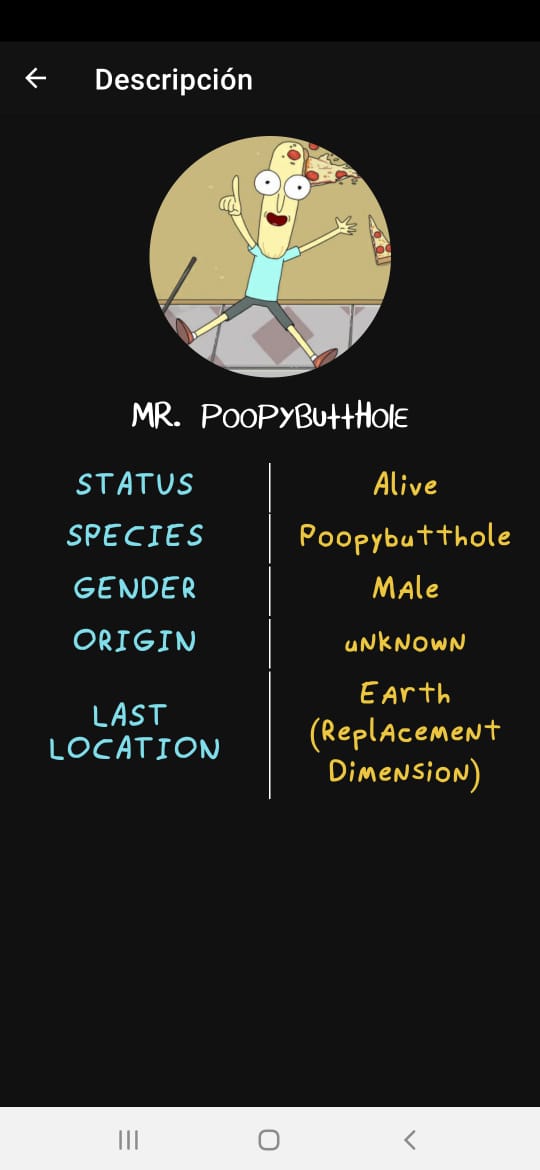 Descripción
MR. PooPyButtHole
STATUS
Alive
SPECIES
Poopybutthole
GENDER
Male
ORIGIN
unknown
LAST
LOCATION
Earth
(Replacement
Dimension)